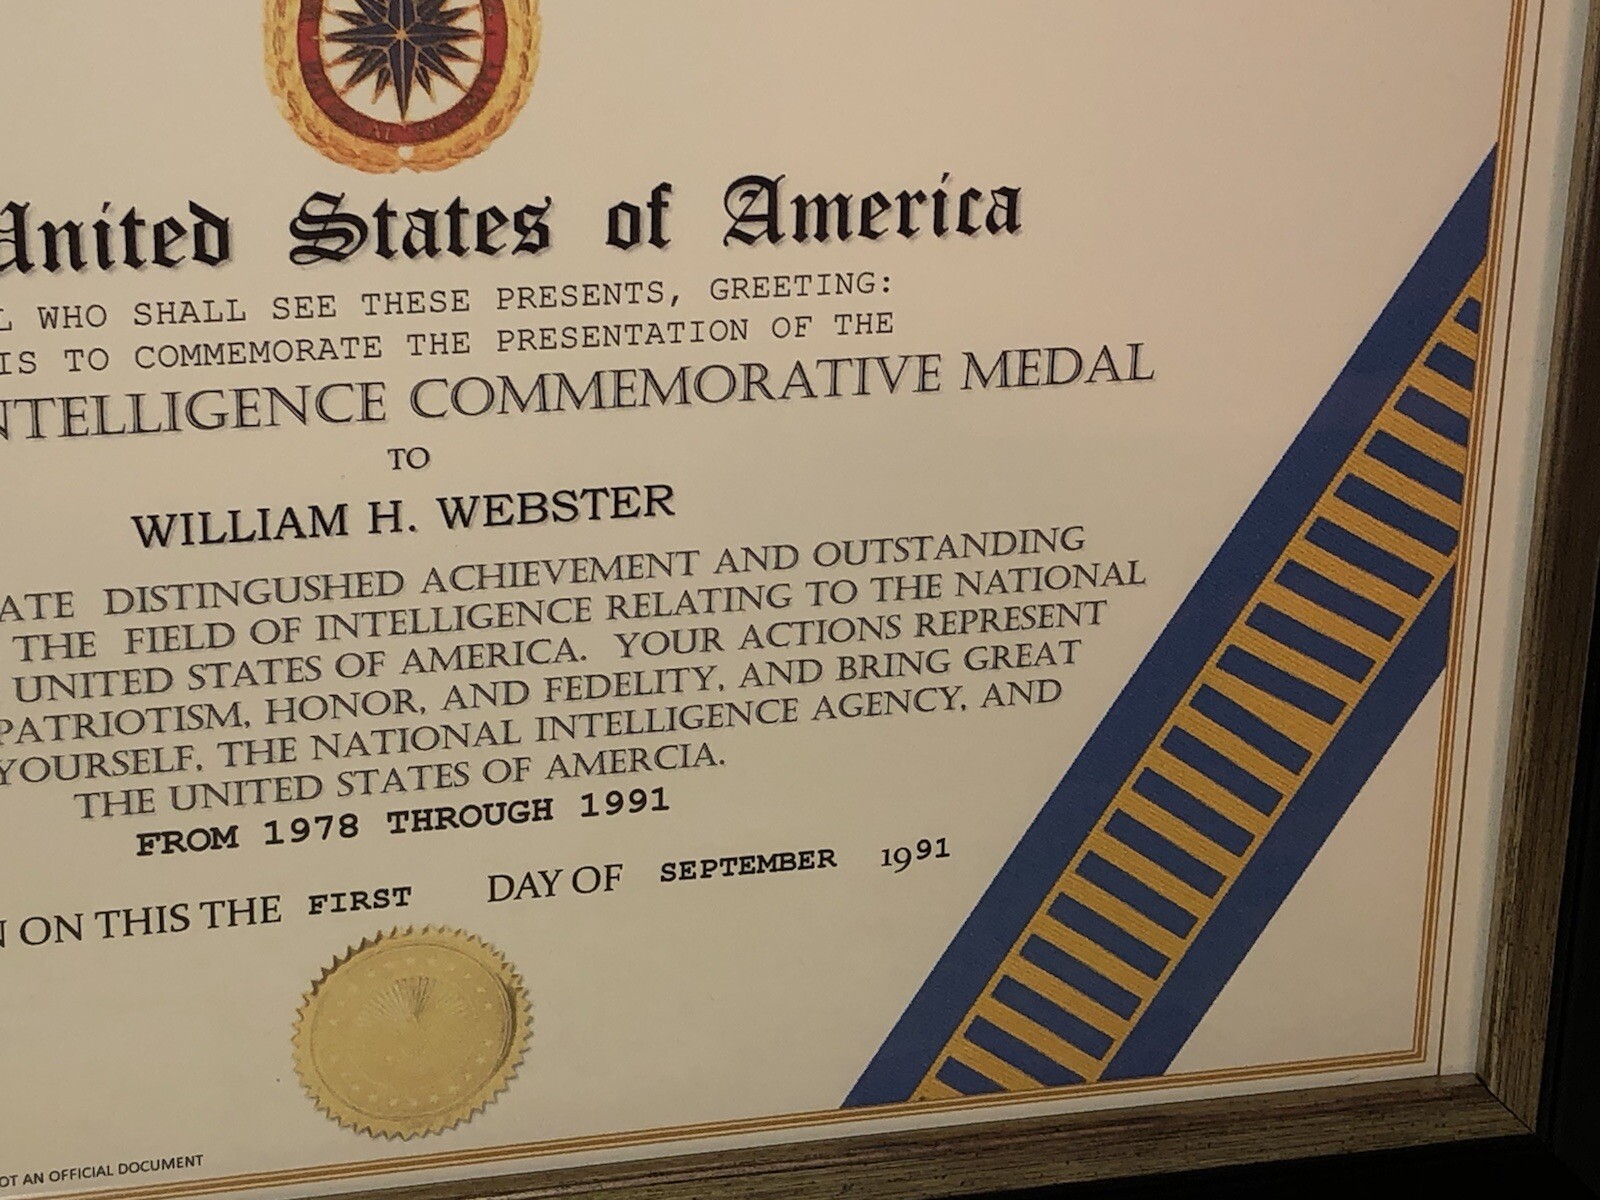 United States of America
WHO SHALL SEE THESE PRESENTS, GREETING:
IS TO COMMEMORATE THE PRESENTATION OF THE
INTELLIGENCE COMMEMORATIVE MEDAL
TO
WILLIAM H. WEBSTER
ATE DISTINGUSHED ACHIEVEMENT AND OUTSTANDING
THE FIELD OF INTELLIGENCE RELATING TO THE NATIONAL
UNITED STATES OF AMERICA. YOUR ACTIONS REPRESENT
PATRIOTISM, HONOR, AND FEDELITY, AND BRING GREAT
YOURSELF, THE NATIONAL INTELLIGENCE AGENCY, AND
THE UNITED STATES OF AMERCIA.
FROM 1978 THROUGH 1991
N ON THIS THE FIRST DAY OF SEPTEMBER 1991
OT AN OFFICIAL DOCUMENT